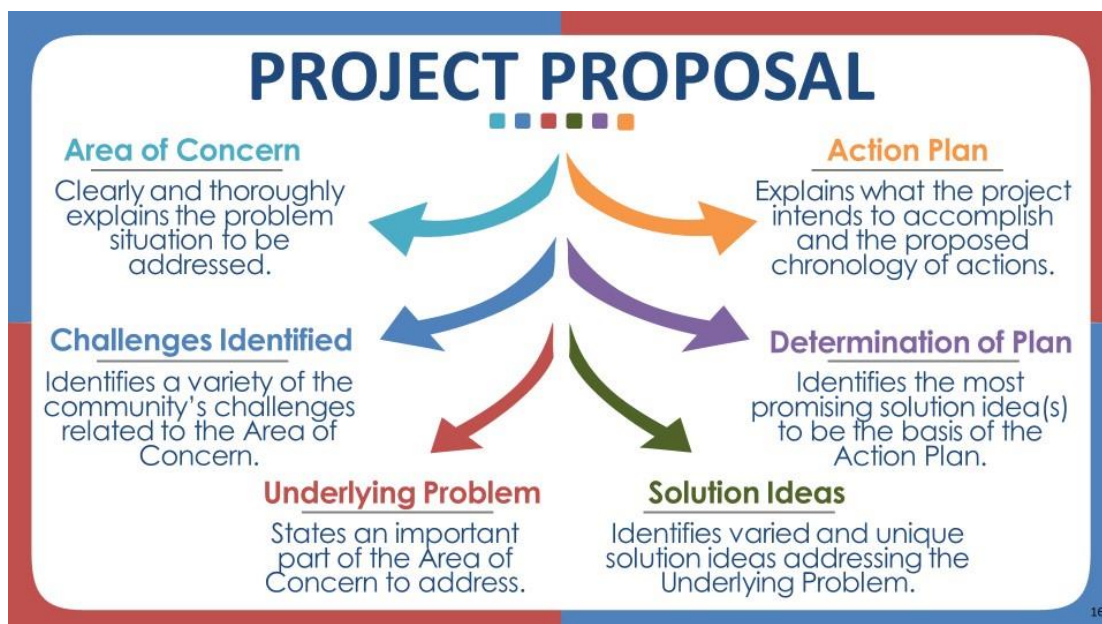 PROJECT PROPOSAL
Area of Concern
Clearly and thoroughly
explains the problem
situation to be
addressed.
Challenges Identified
Identifies a variety of the
community's challenges
related to the Area of
Concern.
Underlying Problem
States an important
part of the Area of
Concern to address.
Solution Ideas
Identifies varied and unique
solution ideas addressing the
Underlying Problem.
Determination of Plan
Identifies the most
promising solution idea(s)
to be the basis of the
Action Plan.
Action Plan
Explains what the project
intends to accomplish
and the proposed
chronology of actions.
16